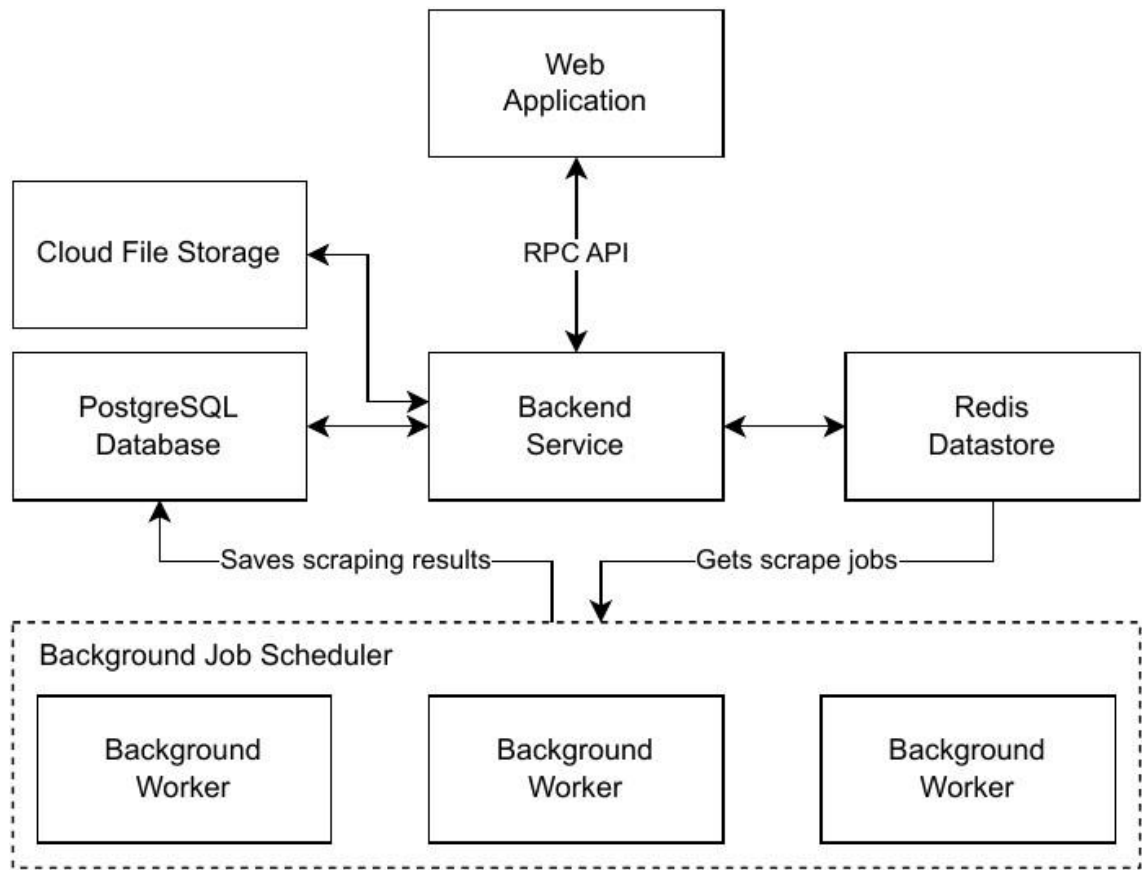 Web
Application
Cloud File Storage
RPC API
PostgreSQL
Database
Backend
Service
Redis
Datastore
Saves scraping results
Gets scrape jobs
Background Job Scheduler
Background
Worker
Background
Worker
Background
Worker